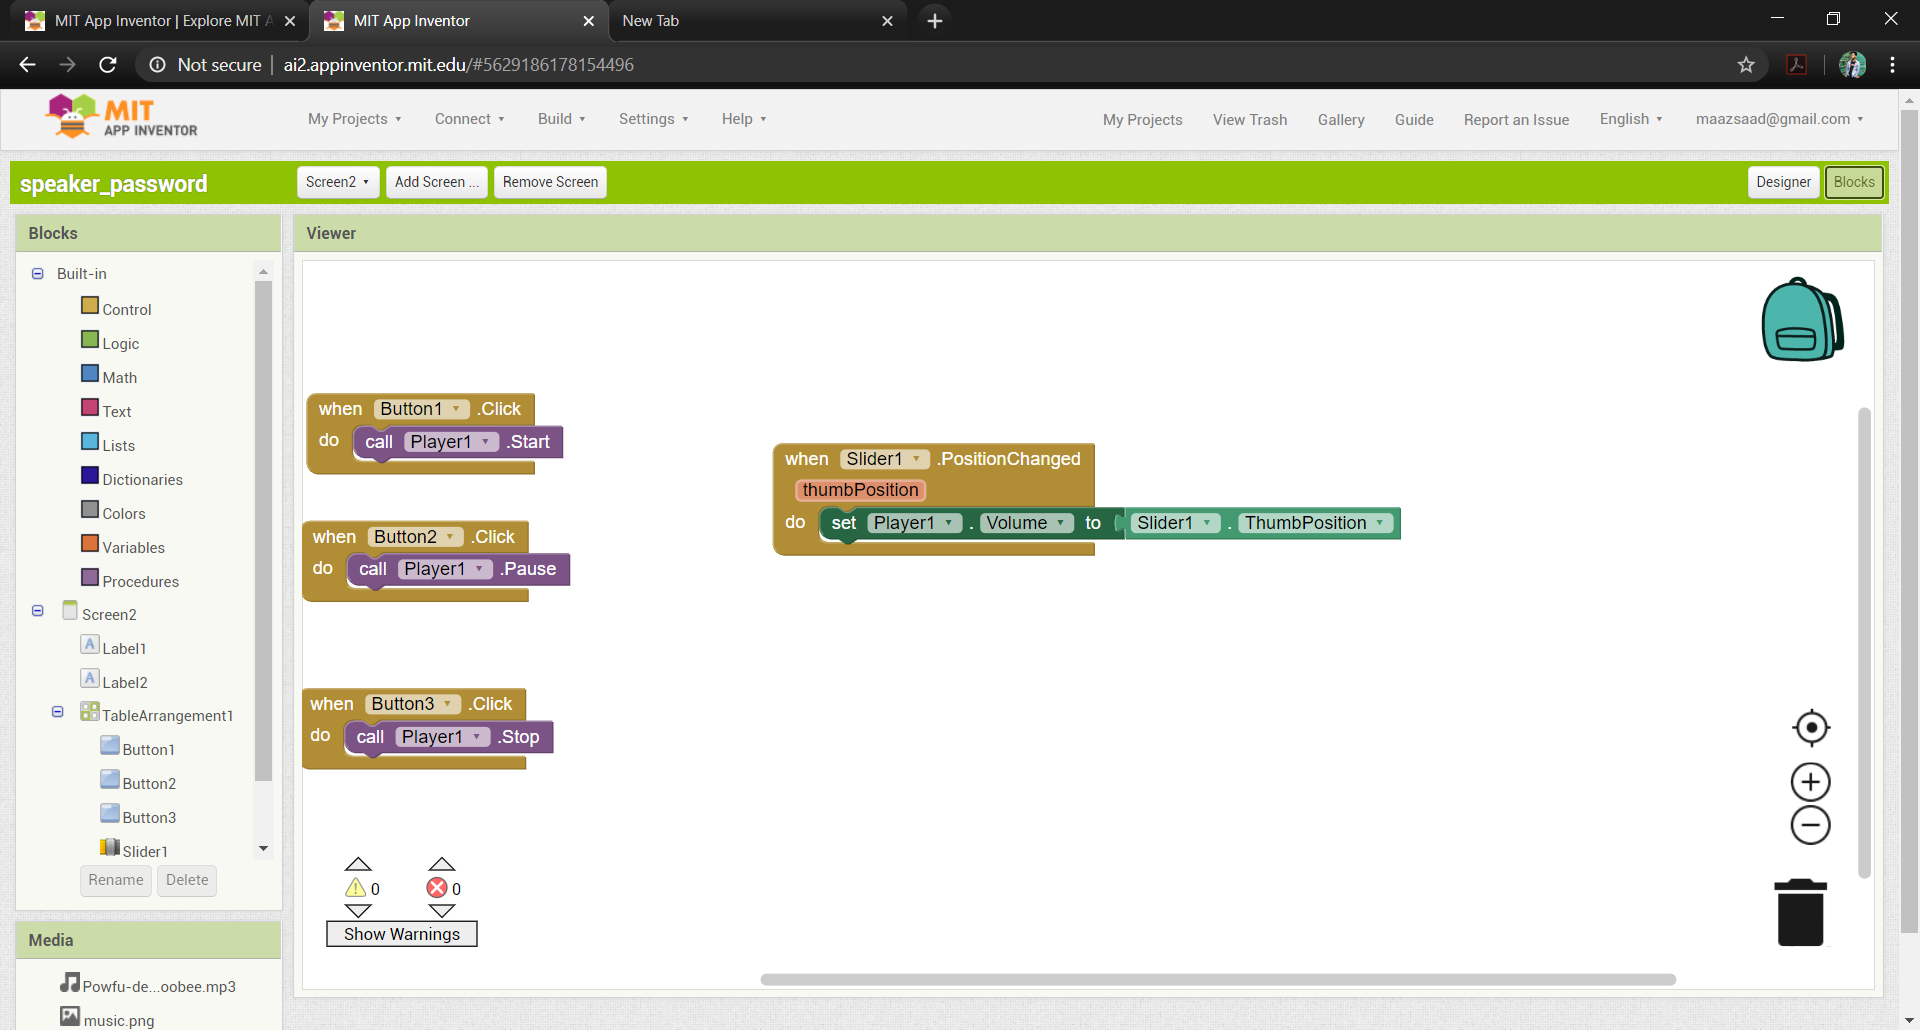 MIT App Inventor | Explore MIT A
MIT App Inventor
New Tab
Not secure | ai2.appinventor.mit.edu/#5629186178154496
MIT
APP INVENTOR
My Projects
Connect
Build
Settings
Help
My Projects
View Trash
Gallery
Guide
Report an Issue
English
maazsaad@gmail.com
speaker_password
Screen2
Add Screen ...
Remove Screen
Designer
Blocks
Blocks
Built-in
Control
Logic
Math
Text
Lists
Dictionaries
Colors
Variables
Procedures
Screen2
A Label1
A Label2
TableArrangement1
Button1
Button2
Button3
Slider1
Rename
Delete
Media
Powfu-de...oobee.mp3
music.png
Viewer
when Button1 .Click
do call Player1 .Start
when Button2 .Click
do call Player1 .Pause
when Button3 .Click
do call Player1 .Stop
when Slider1 .PositionChanged
thumbPosition
do set Player1 . Volume to Slider1 . ThumbPosition
0
0
Show Warnings